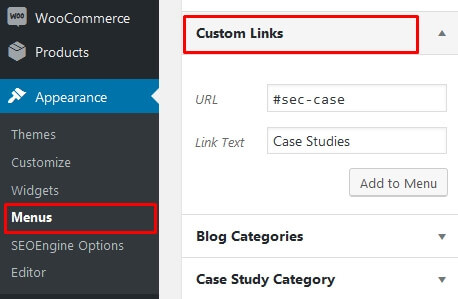 Woo WooCommerce
Products
Appearance
Themes
Customize
Widgets
Menus
SEOEngine Options
Editor
Custom Links
URL #sec-case
Link Text Case Studies
Add to Menu
Blog Categories
Case Study Category